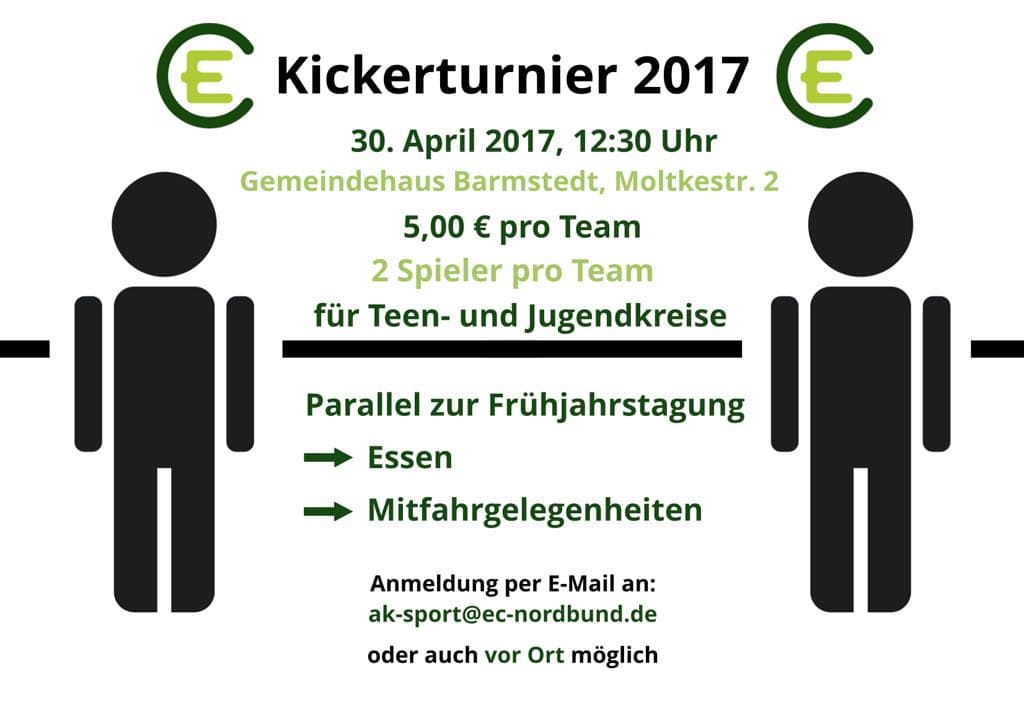 Kickerturnier 2017
30. April 2017, 12:30 Uhr
Gemeindehaus Barmstedt, Moltkestr. 2
5,00 € pro Team
2 Spieler pro Team
für Teen- und Jugendkreise
Parallel zur Frühjahrstagung
Essen
Mitfahrgelegenheiten
Anmeldung per E-Mail an:
ak-sport@ec-nordbund.de
oder auch vor Ort möglich